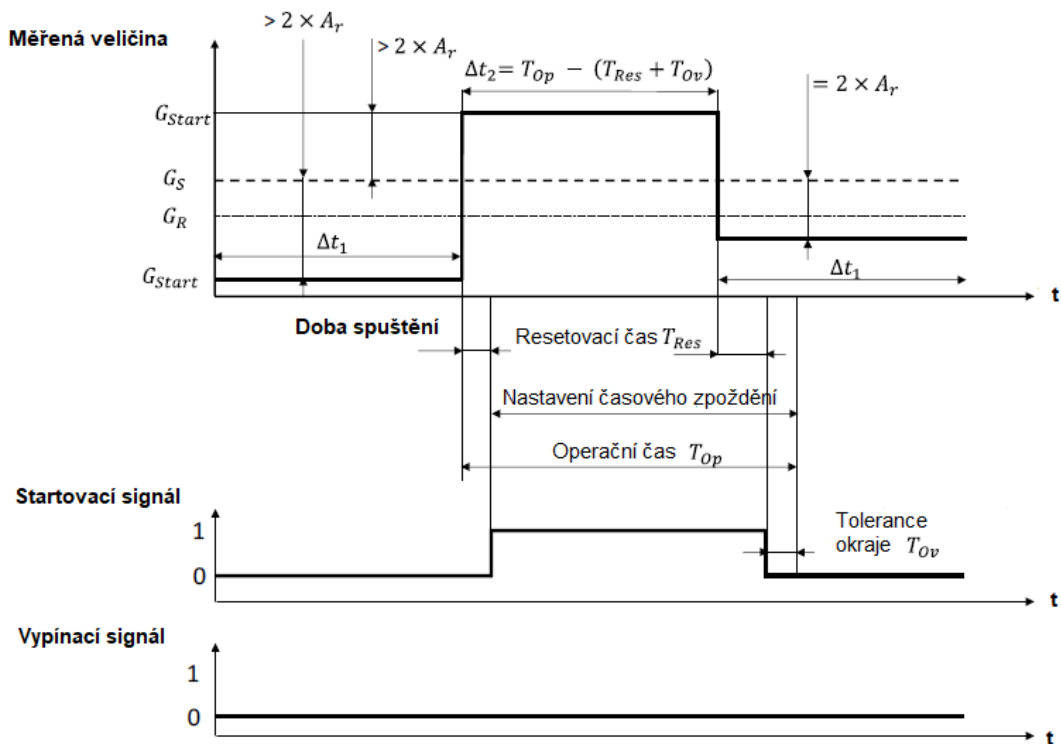 > 2 × A_r
Měřená veličina
> 2 × A_r
Δt_2 = T_Op − (T_Res + T_Ov)
= 2 × A_r
G_Start
G_S
G_R
Δt_1
G_Start
Δt_1
t
Doba spuštění
Resetovací čas T_Res
Nastavení časového zpoždění
Operační čas T_Op
Startovací signál
1
Tolerance
okraje T_Ov
0
t
Vypínací signál
1
0
t